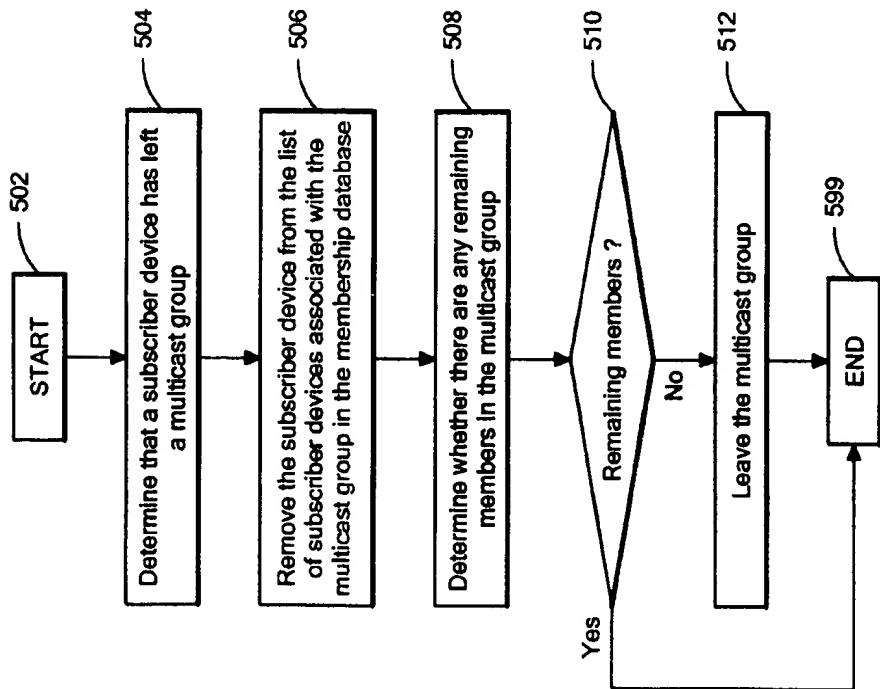 START
502
Determine that a subscriber device has left
a multicast group
504
Remove the subscriber device from the list
of subscriber devices associated with the
multicast group in the membership database
506
Determine whether there are any remaining
members in the multicast group
508
Remaining members ?
510
Yes
No
Leave the multicast group
512
END
599